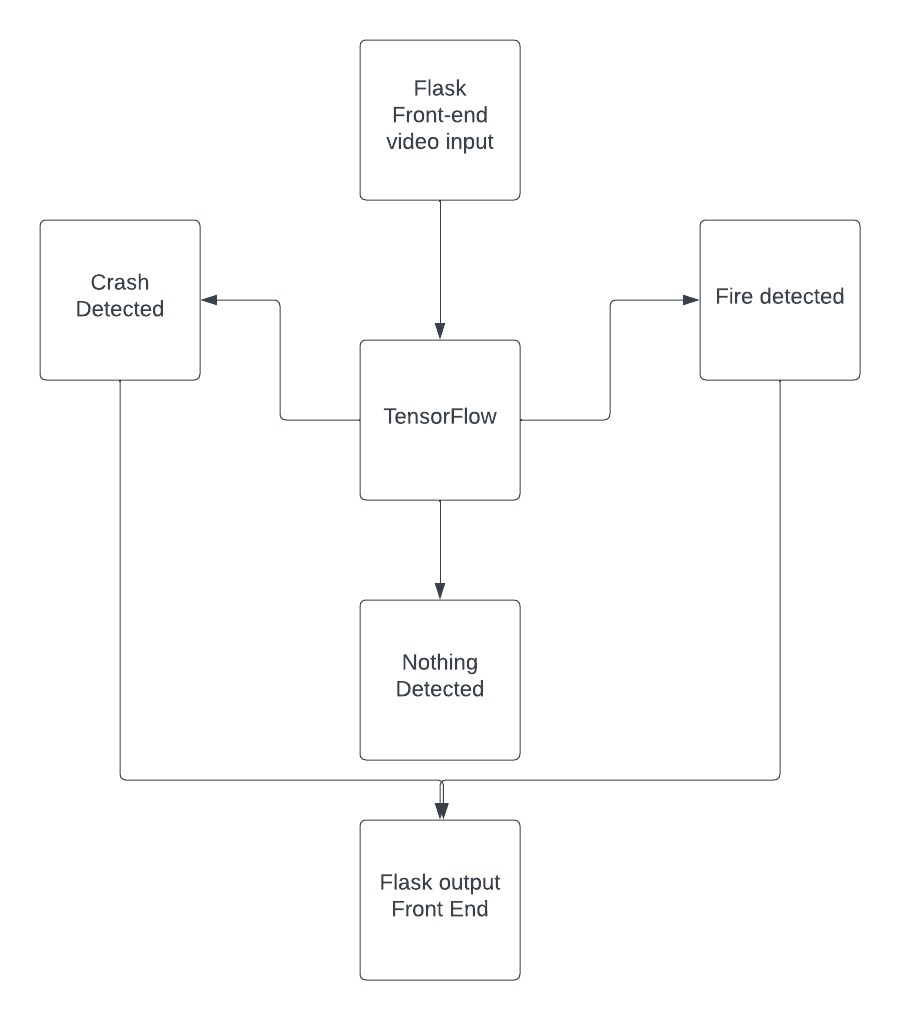 Flask
Front-end
video input
Crash
Detected
Fire detected
TensorFlow
Nothing
Detected
Flask output
Front End